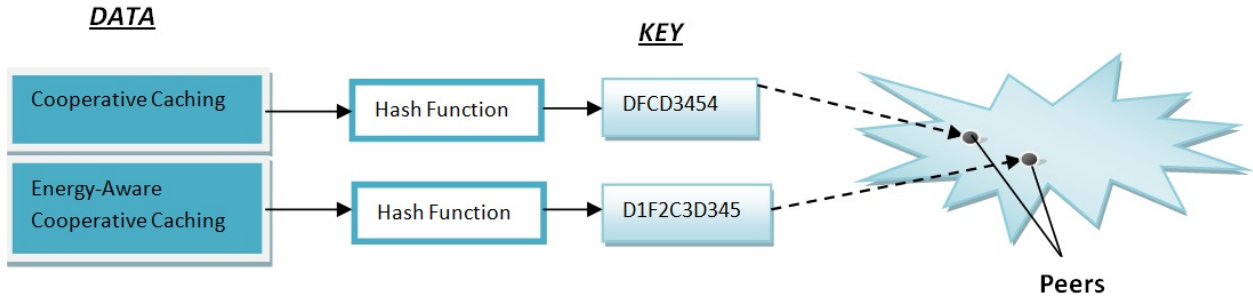 DATA
KEY
Cooperative Caching
Hash Function
DFCD3454
Energy-Aware
Cooperative Caching
Hash Function
D1F2C3D345
Peers